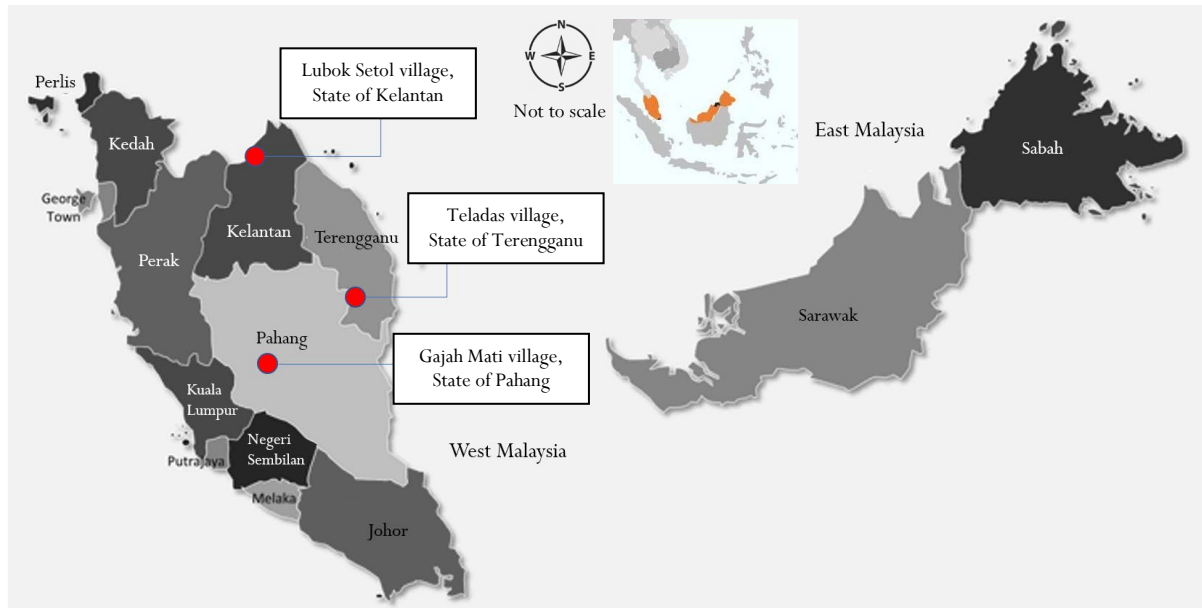 Perlis
Kedah
George
Town
Perak
Kelantan
Terengganu
Pahang
Kuala
Lumpur
Putrajaya
Negeri
Sembilan
Melaka
Johor
Lubok Setol village,
State of Kelantan
Teladas village,
State of Terengganu
Gajah Mati village,
State of Pahang
West Malaysia
N
W
E
S
Not to scale
East Malaysia
Sabah
Sarawak